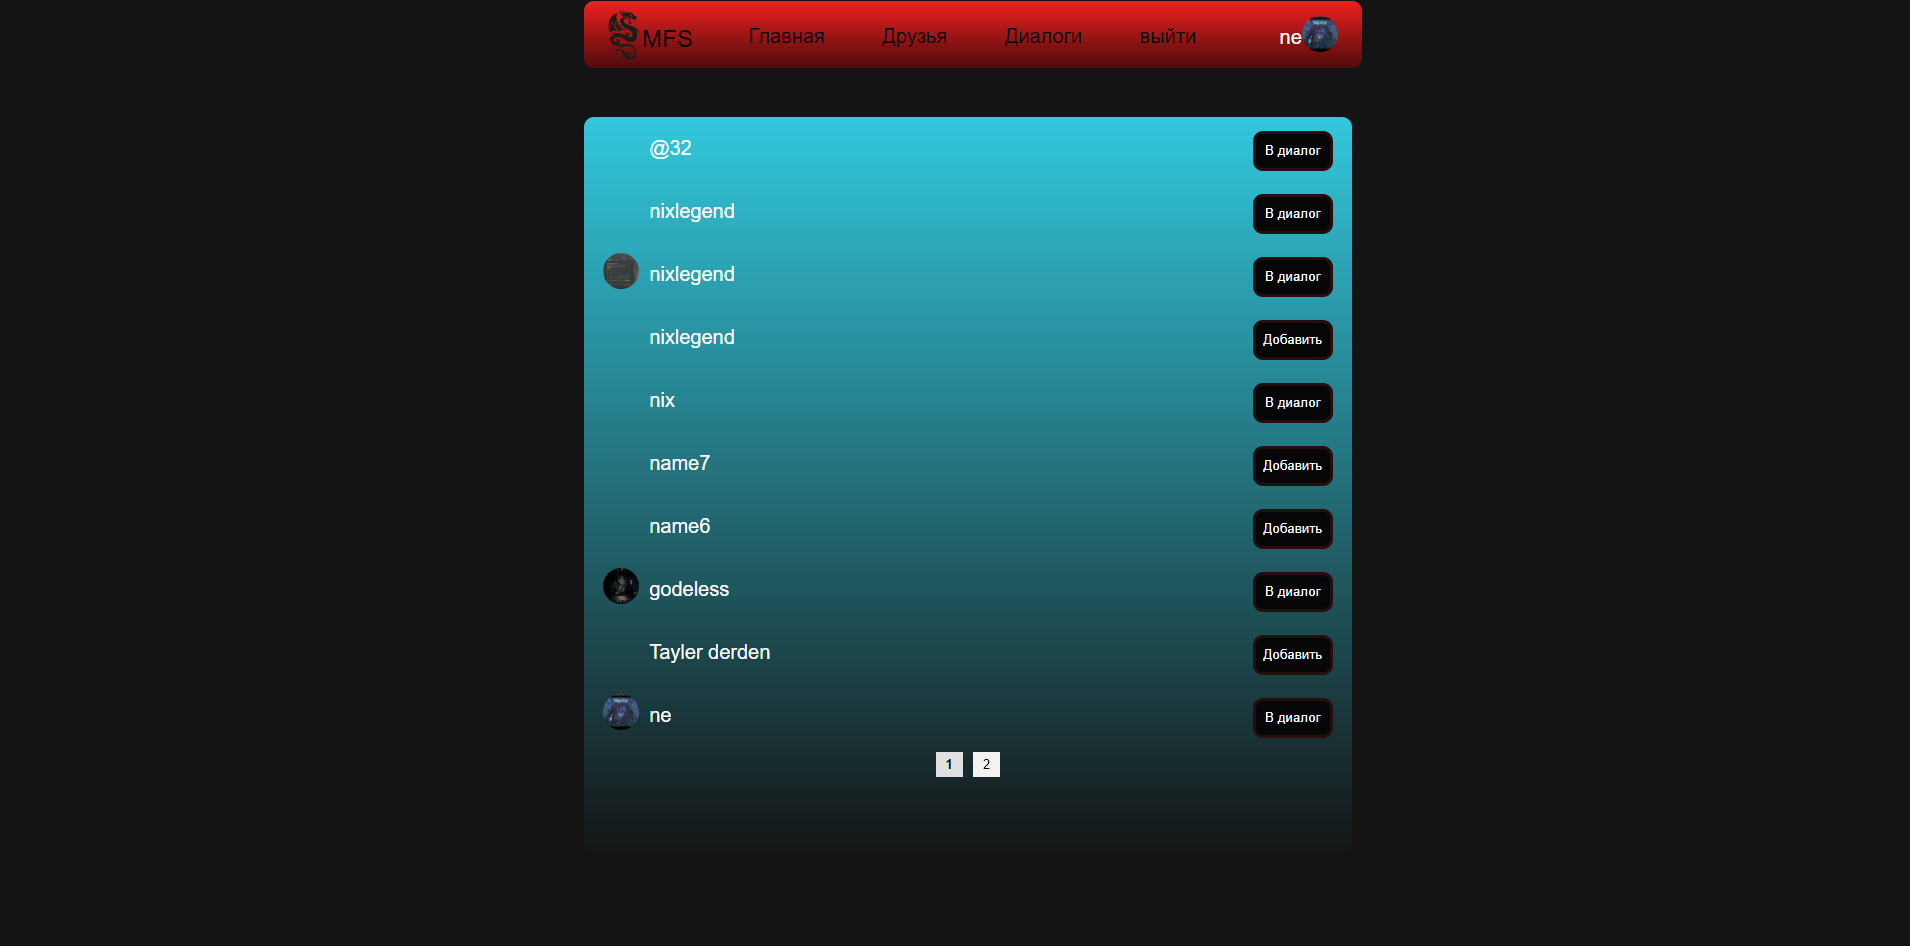 MFS Главная Друзья Диалоги выйти ne
@32 В диалог
nixlegend В диалог
nixlegend В диалог
nixlegend Добавить
nix В диалог
name7 Добавить
name6 Добавить
godeless В диалог
Tayler derden Добавить
ne В диалог
1 2